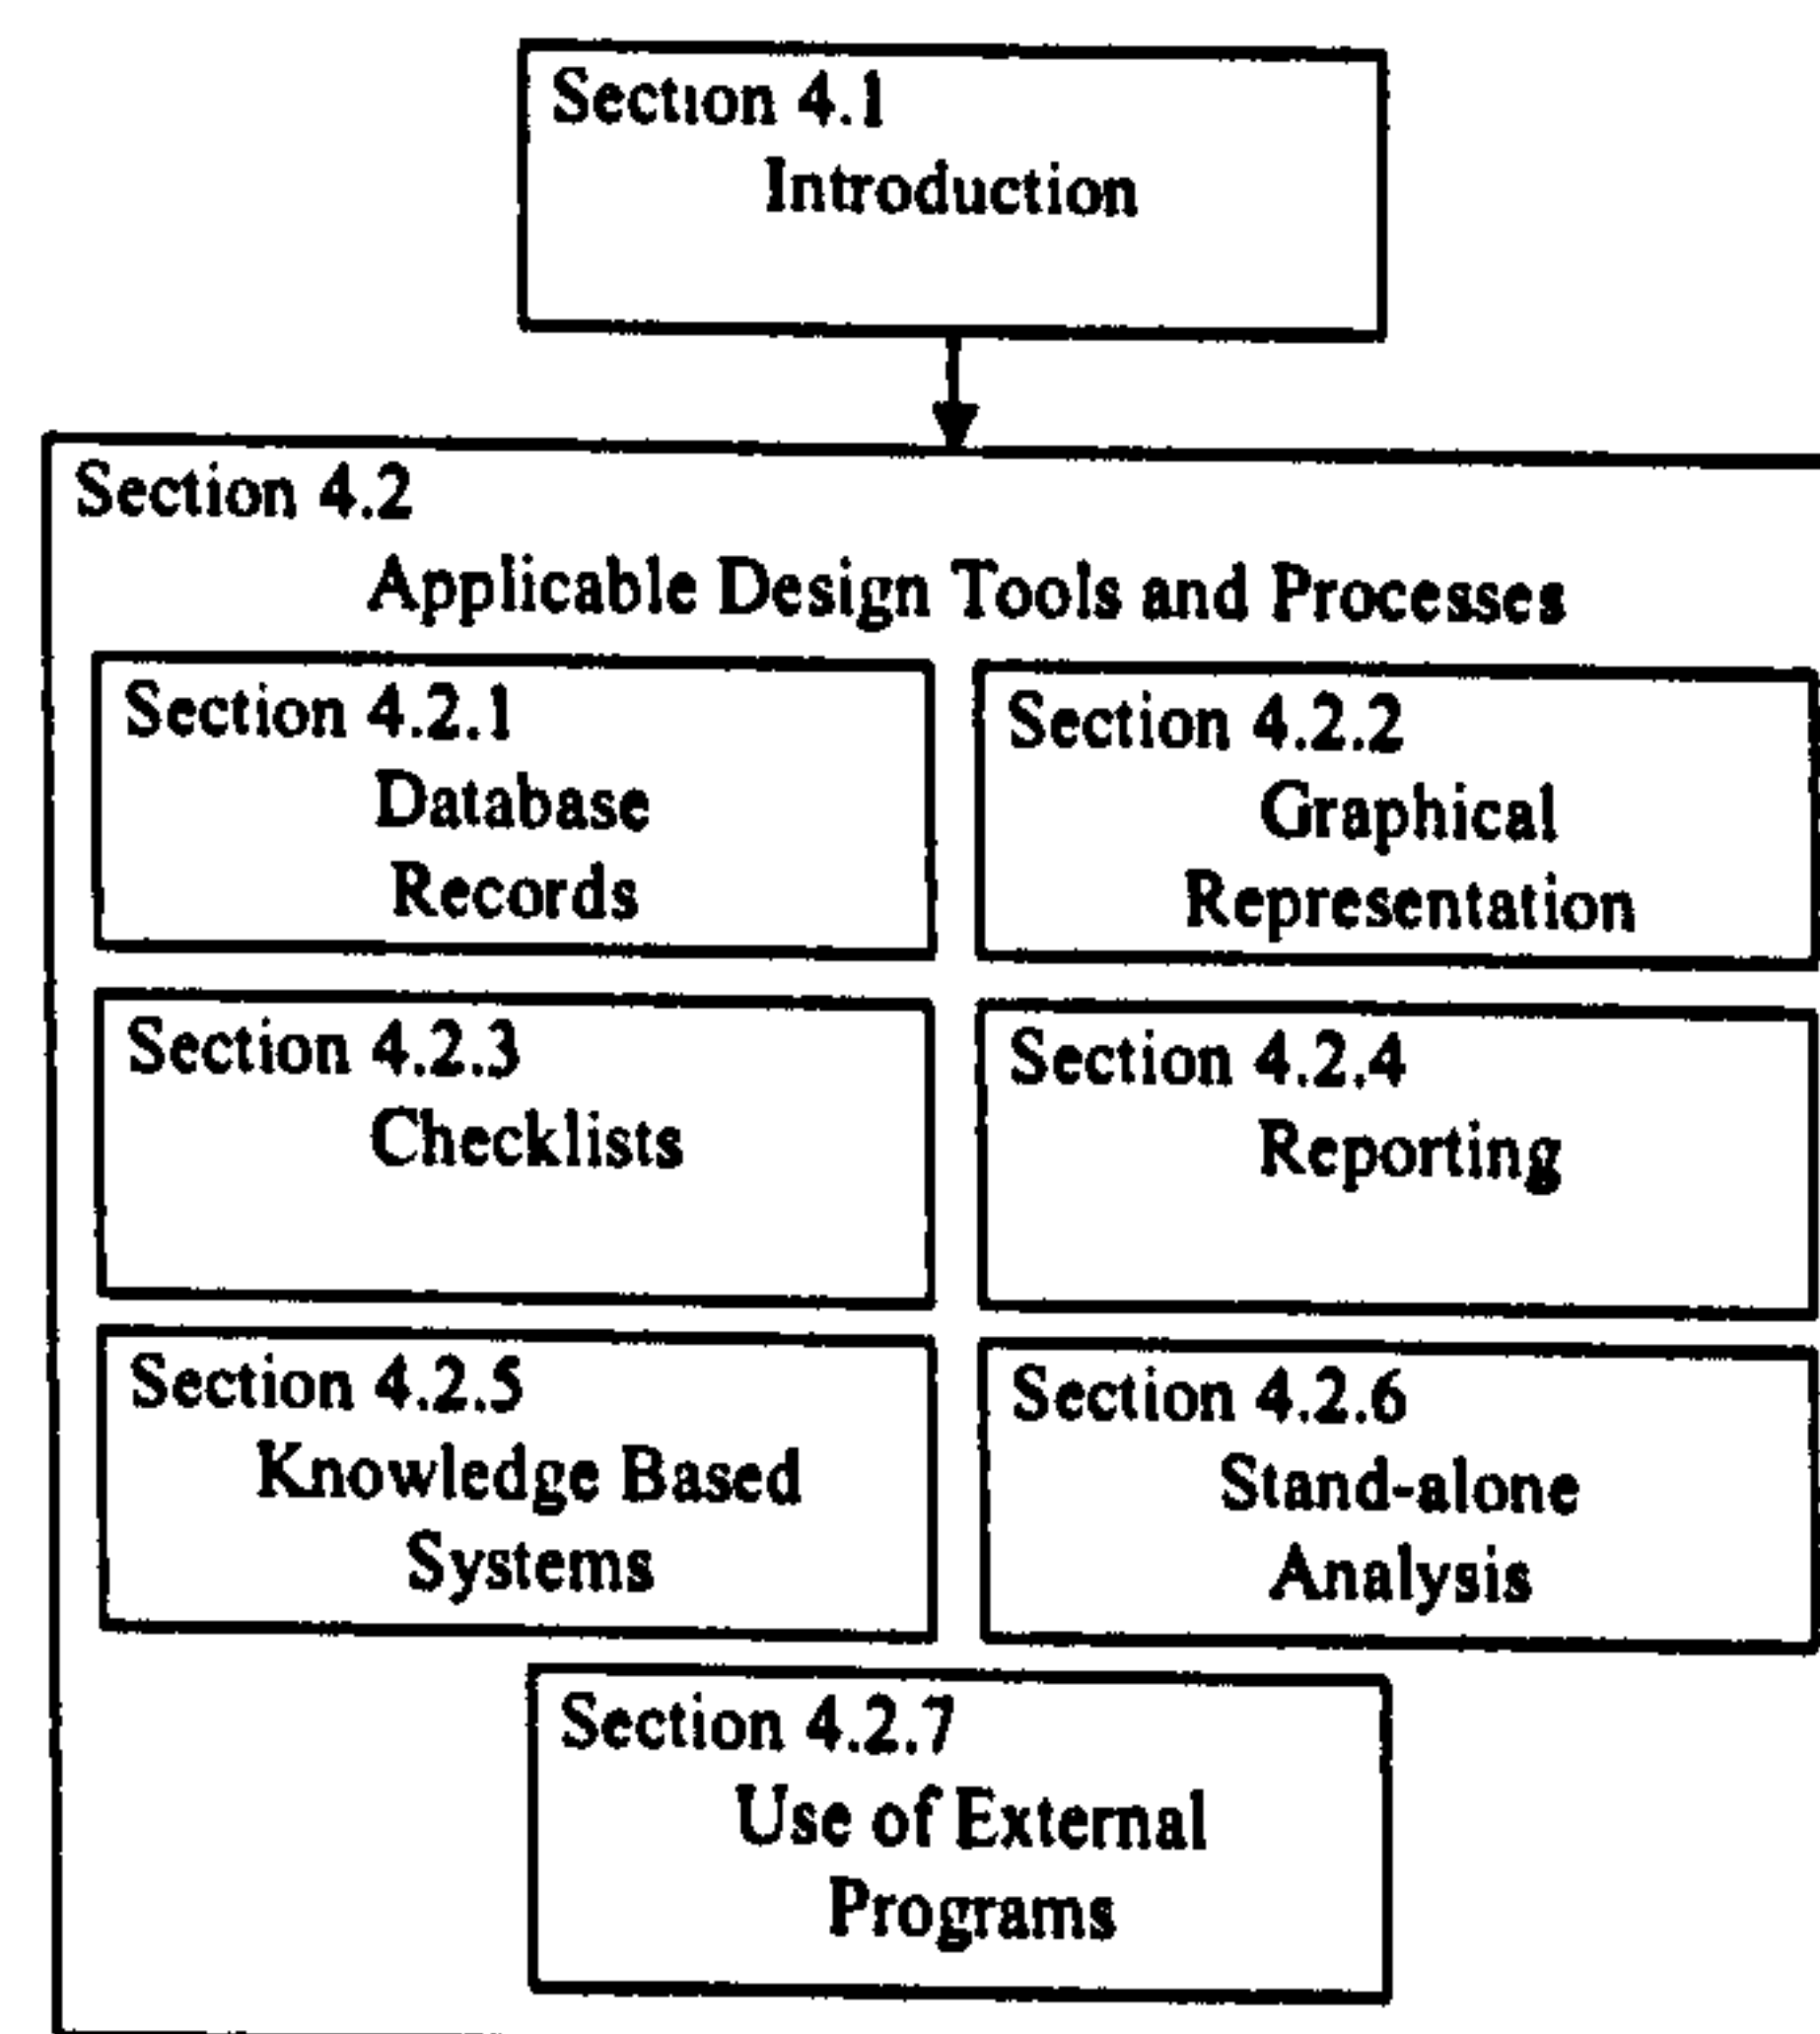 Section 4.1
Introduction
Section 4.2
Applicable Design Tools and Processes
Section 4.2.1
Database
Records
Section 4.2.2
Graphical
Representation
Section 4.2.3
Checklists
Section 4.2.4
Reporting
Section 4.2.5
Knowledge Based
Systems
Section 4.2.6
Stand-alone
Analysis
Section 4.2.7
Use of External
Programs